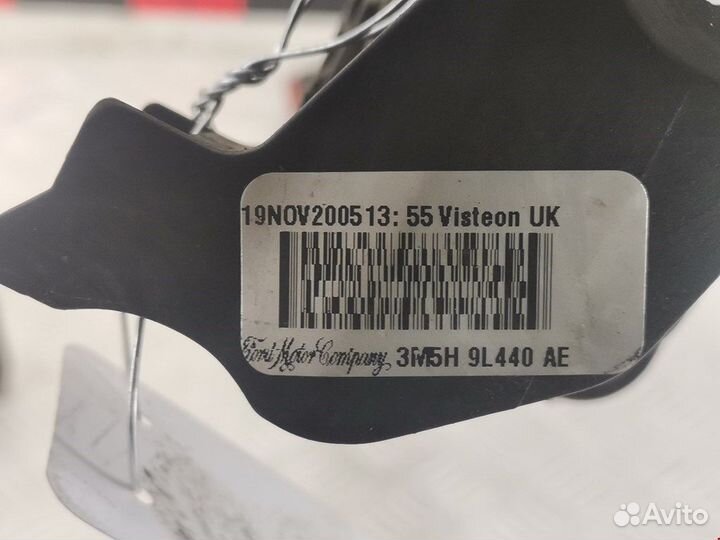 19NOV200513: 55 Visteon UK
Ford Motor Company 3M5H 9L440 AE
Avito